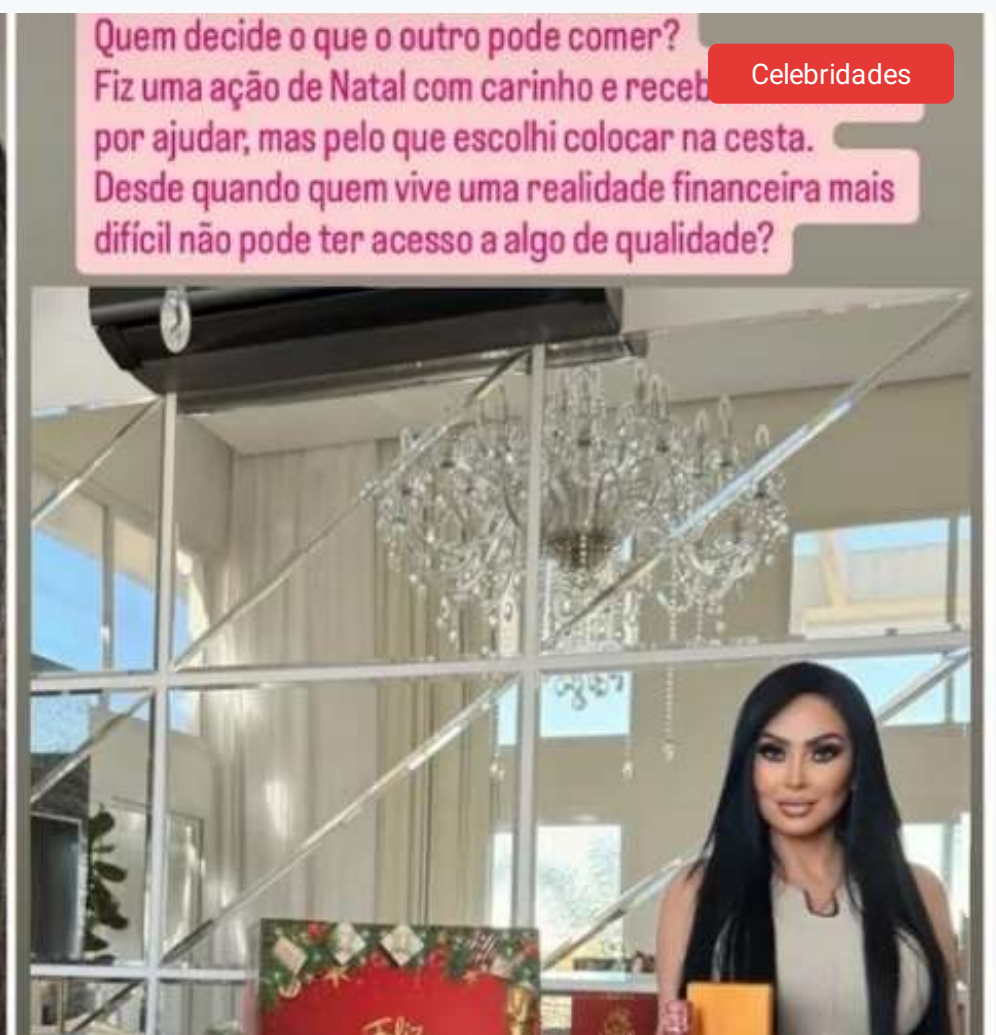 Quem decide o que o outro pode comer?
Celebridades
Fiz uma ação de Natal com carinho e
por ajudar, mas pelo que escolhi colocar na cesta.
Desde quando quem vive uma realidade financeira mais
difícil não pode ter acesso a algo de qualidade?
Feliz